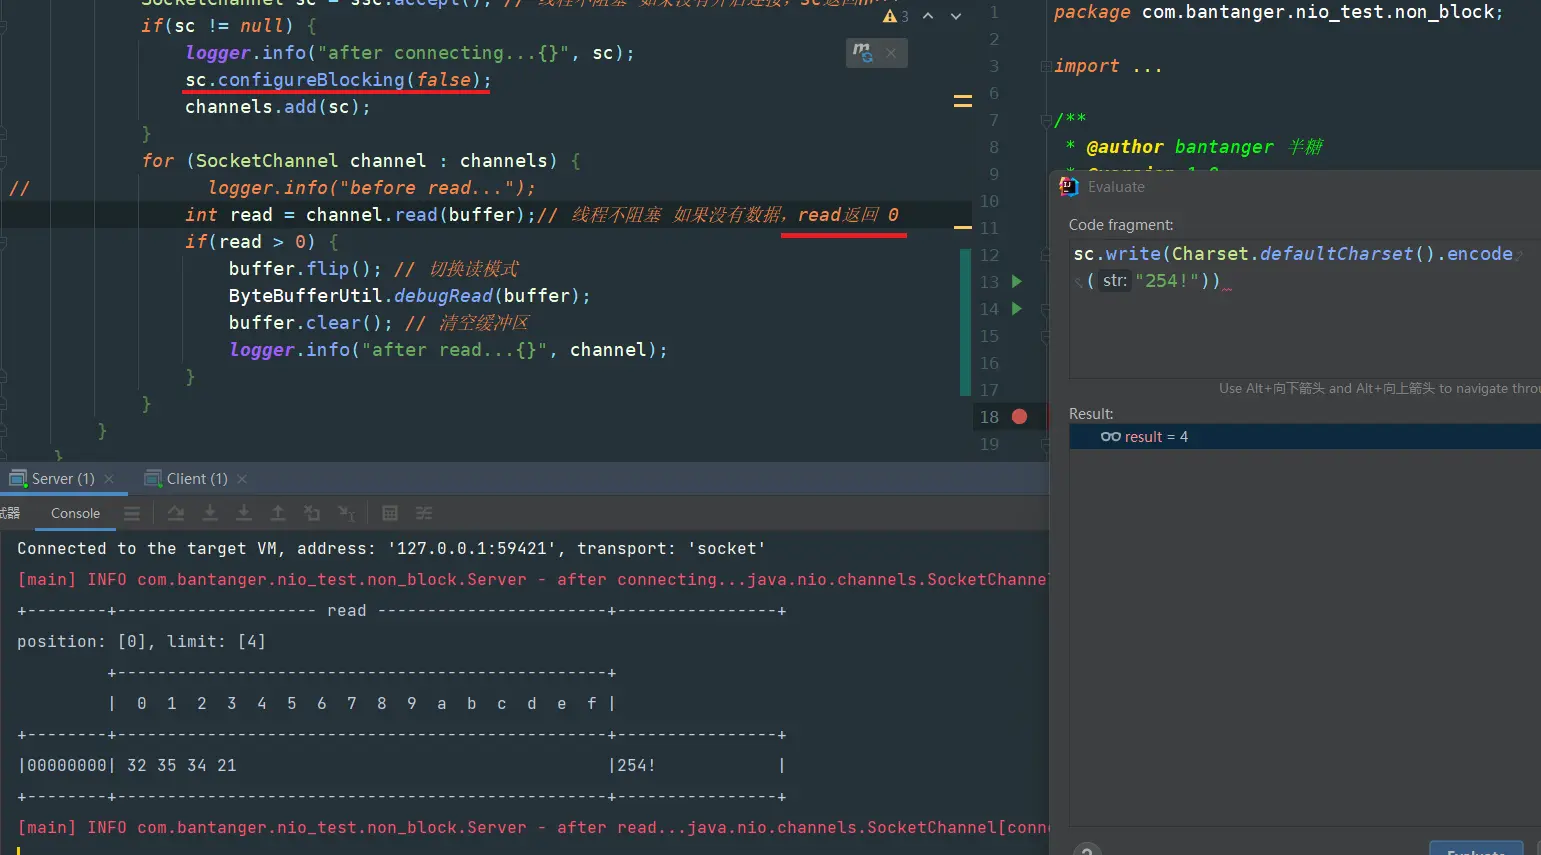 SocketChannel sc = ssc.accept(); // 线程不阻塞 如果没有开启连接，sc返回n
if(sc != null) {
logger.info("after connecting...{}", sc);
sc.configureBlocking(false);
channels.add(sc);
}
for (SocketChannel channel : channels) {
// logger.info("before read...");
int read = channel.read(buffer);// 线程不阻塞 如果没有数据，read返回 0
if(read > 0) {
buffer.flip(); // 切换读模式
ByteBufferUtil.debugRead(buffer);
buffer.clear(); // 清空缓冲区
logger.info("after read...{}", channel);
}
}
}
}
3
1 package com.bantanger.nio_test.non_block;
2
3 import ...
6
7 /**
8 * @author bantanger 半糖
9
10
11
12
13
14
15
16
17
18
19
Evaluate
Code fragment:
sc.write(Charset.defaultCharset().encode
( str: "254!"))
Use Alt+向下箭头 and Alt+向上箭头 to navigate throu
Result:
result = 4
Evaluate
Server (1)
Client (1)
试器
Console
Connected to the target VM, address: '127.0.0.1:59421', transport: 'socket'
[main] INFO com.bantanger.nio_test.non_block.Server - after connecting...java.nio.channels.SocketChannel
+--------+-------------------- read -----------------------+----------------+
position: [0], limit: [4]
+-------------------------------------------------+
| 0 1 2 3 4 5 6 7 8 9 a b c d e f |
+--------+-------------------------------------------------+----------------+
|00000000| 32 35 34 21 |254! |
+--------+-------------------------------------------------+----------------+
[main] INFO com.bantanger.nio_test.non_block.Server - after read...java.nio.channels.SocketChannel[conn